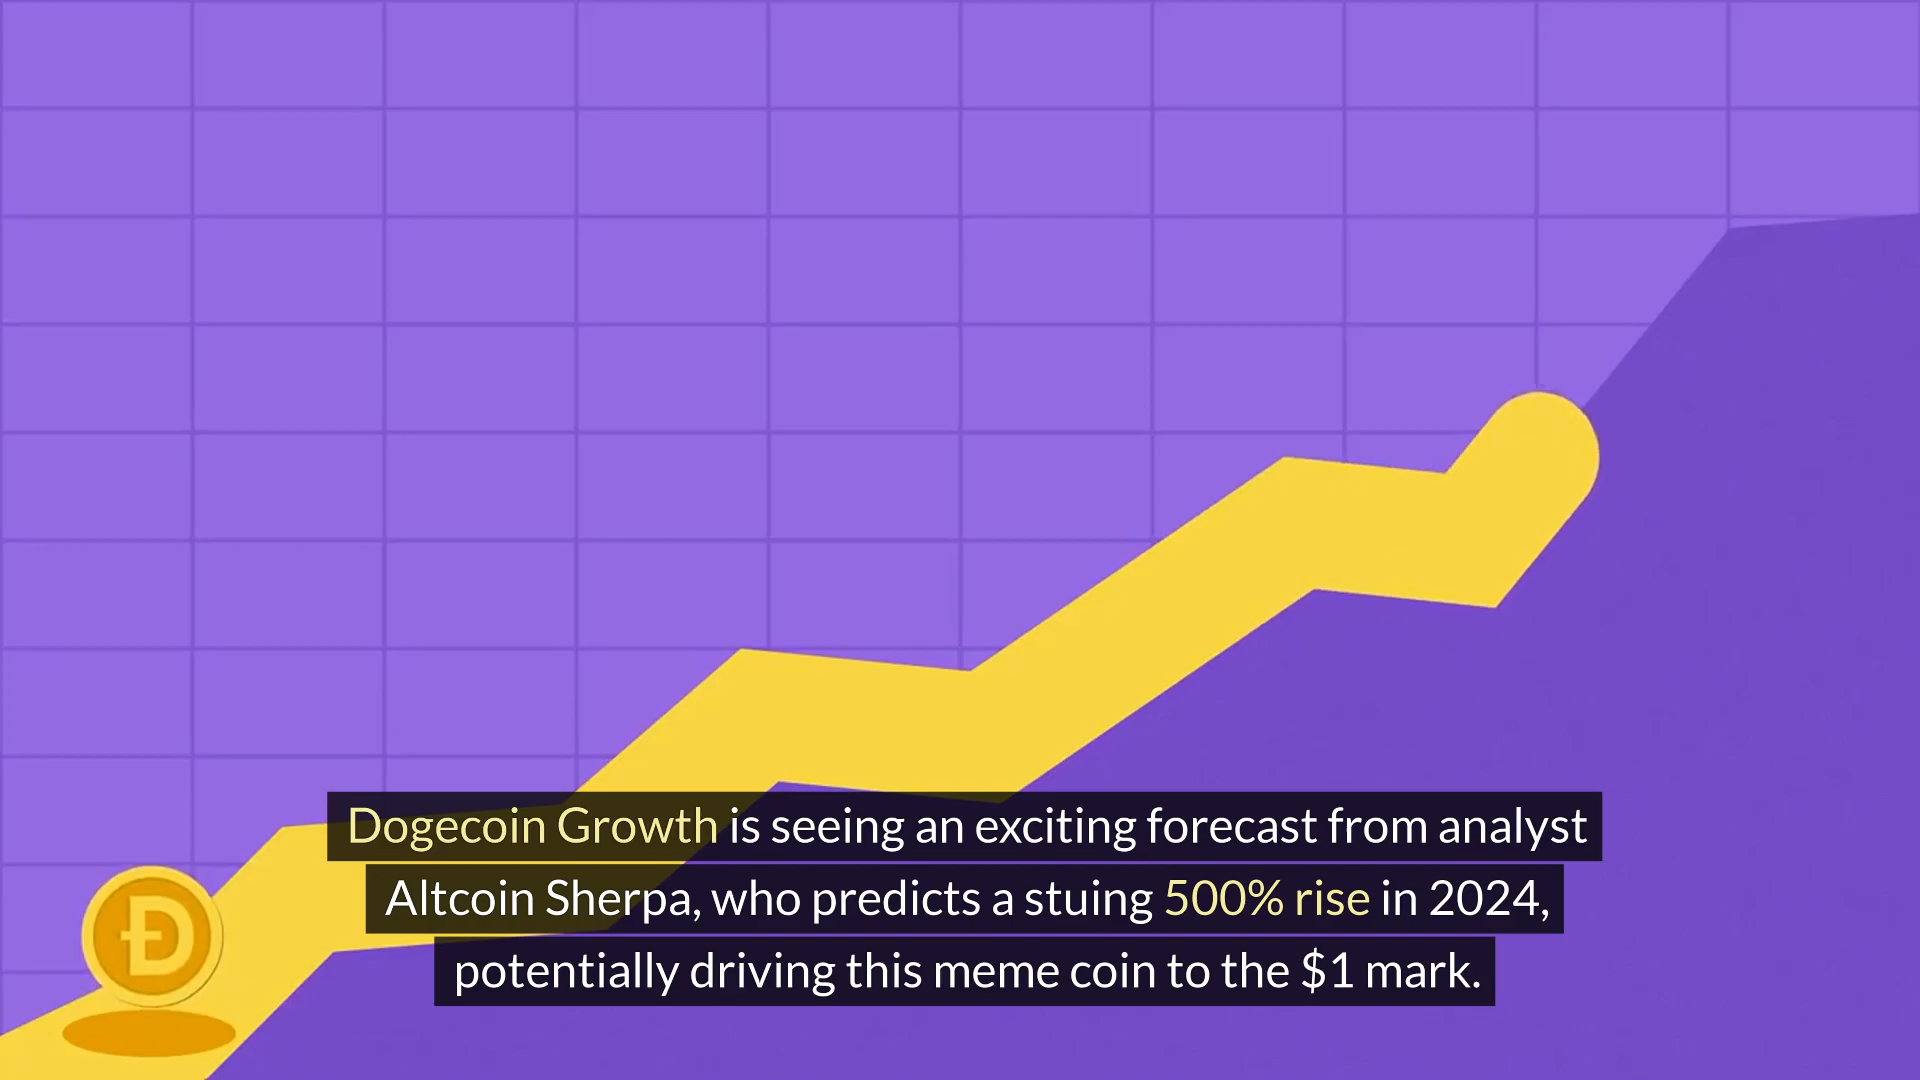 Dogecoin Growth is seeing an exciting forecast from analyst
Altcoin Sherpa, who predicts a stuing 500% rise in 2024,
potentially driving this meme coin to the $1 mark.
Ð